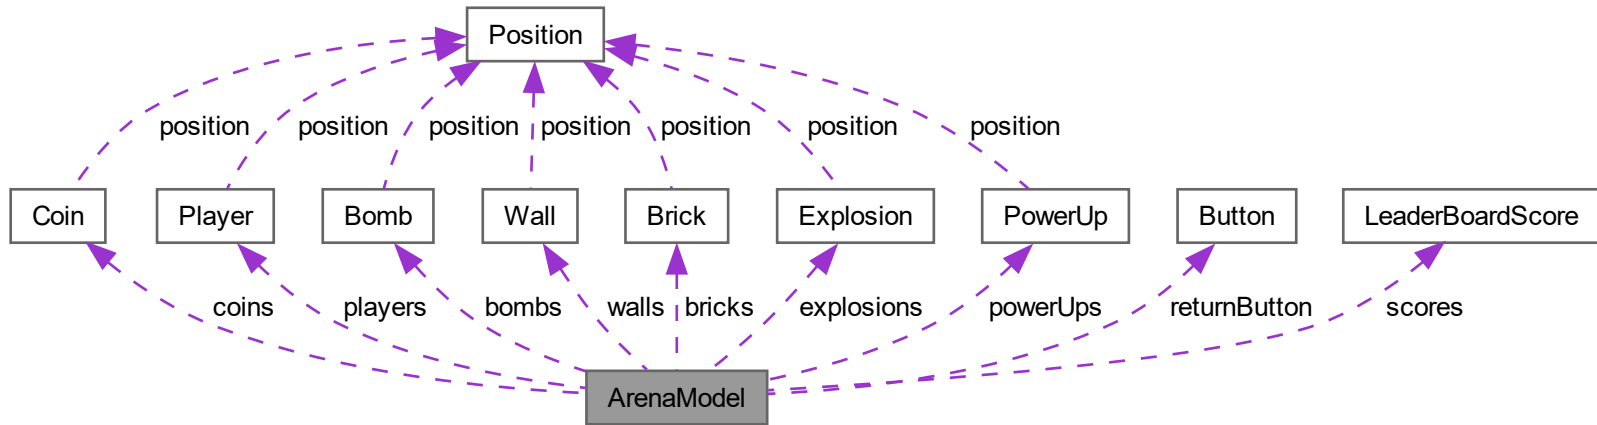 Position
position
position
position
position
position
position
position
Coin
Player
Bomb
Wall
Brick
Explosion
PowerUp
Button
LeaderBoardScore
coins
players
bombs
walls
bricks
explosions
powerUps
returnButton
scores
ArenaModel